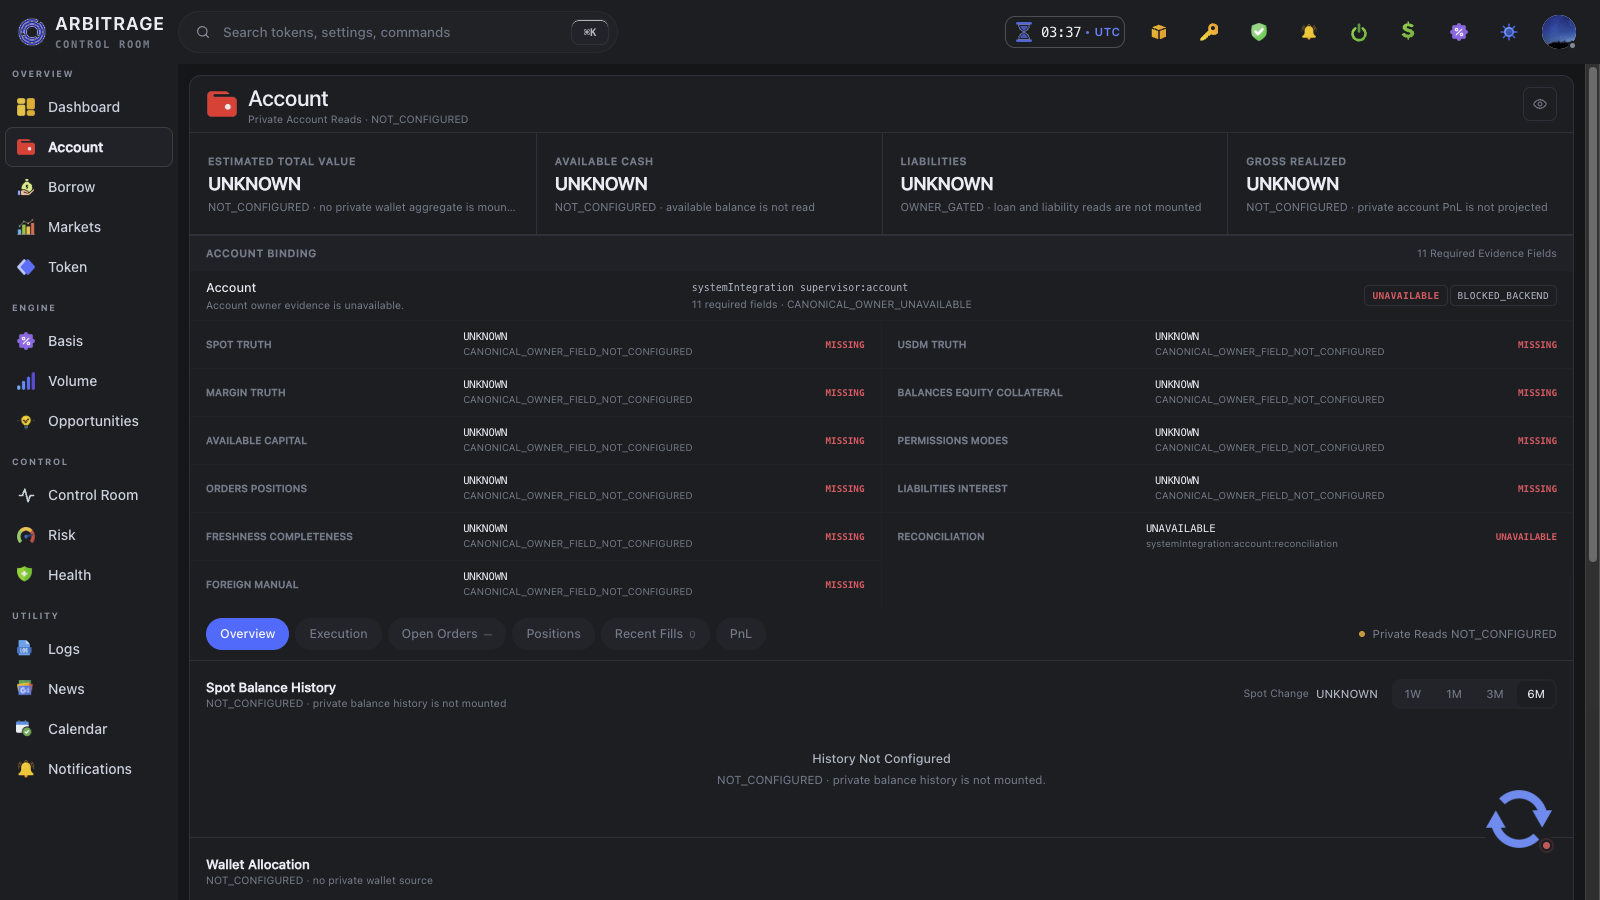 ARBITRAGE
CONTROL ROOM
Search tokens, settings, commands
⌘K
03:37 • UTC
OVERVIEW
Dashboard
Account
Borrow
Markets
Token
ENGINE
Basis
Volume
Opportunities
CONTROL
Control Room
Risk
Health
UTILITY
Logs
News
Calendar
Notifications
Account
Private Account Reads · NOT_CONFIGURED
ESTIMATED TOTAL VALUE
UNKNOWN
NOT_CONFIGURED · no private wallet aggregate is moun...
AVAILABLE CASH
UNKNOWN
NOT_CONFIGURED · available balance is not read
LIABILITIES
UNKNOWN
OWNER_GATED · loan and liability reads are not mounted
GROSS REALIZED
UNKNOWN
NOT_CONFIGURED · private account PnL is not projected
ACCOUNT BINDING
11 Required Evidence Fields
Account
Account owner evidence is unavailable.
systemIntegration supervisor:account
11 required fields · CANONICAL_OWNER_UNAVAILABLE
UNAVAILABLE
BLOCKED_BACKEND
SPOT TRUTH
UNKNOWN
CANONICAL_OWNER_FIELD_NOT_CONFIGURED
MISSING
USDM TRUTH
UNKNOWN
CANONICAL_OWNER_FIELD_NOT_CONFIGURED
MISSING
MARGIN TRUTH
UNKNOWN
CANONICAL_OWNER_FIELD_NOT_CONFIGURED
MISSING
BALANCES EQUITY COLLATERAL
UNKNOWN
CANONICAL_OWNER_FIELD_NOT_CONFIGURED
MISSING
AVAILABLE CAPITAL
UNKNOWN
CANONICAL_OWNER_FIELD_NOT_CONFIGURED
MISSING
PERMISSIONS MODES
UNKNOWN
CANONICAL_OWNER_FIELD_NOT_CONFIGURED
MISSING
ORDERS POSITIONS
UNKNOWN
CANONICAL_OWNER_FIELD_NOT_CONFIGURED
MISSING
LIABILITIES INTEREST
UNKNOWN
CANONICAL_OWNER_FIELD_NOT_CONFIGURED
MISSING
FRESHNESS COMPLETENESS
UNKNOWN
CANONICAL_OWNER_FIELD_NOT_CONFIGURED
MISSING
RECONCILIATION
UNAVAILABLE
systemIntegration:account:reconciliation
UNAVAILABLE
FOREIGN MANUAL
UNKNOWN
CANONICAL_OWNER_FIELD_NOT_CONFIGURED
MISSING
Overview
Execution
Open Orders —
Positions
Recent Fills 0
PnL
Private Reads NOT_CONFIGURED
Spot Balance History
NOT_CONFIGURED · private balance history is not mounted
Spot Change UNKNOWN
1W
1M
3M
6M
History Not Configured
NOT_CONFIGURED · private balance history is not mounted.
Wallet Allocation
NOT_CONFIGURED · no private wallet source